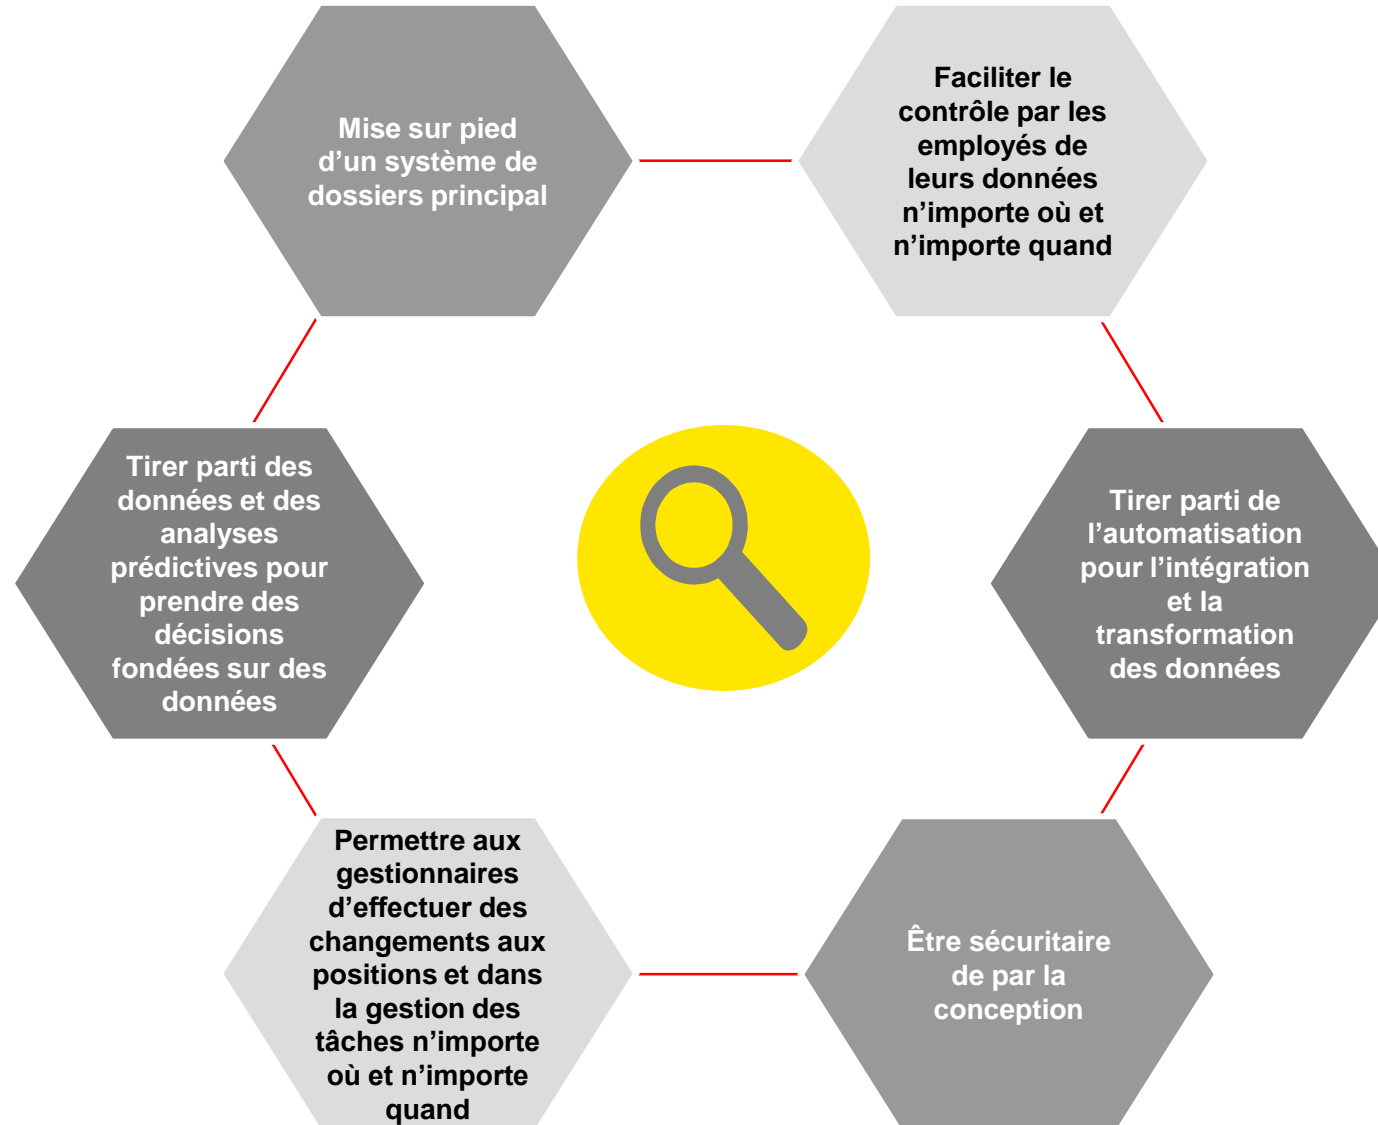 Mise sur pied
d’un système de
dossiers principal
Faciliter le
contrôle par les
employés de
leurs données
n’importe où et
n’importe quand
Tirer parti des
données et des
analyses
prédictives pour
prendre des
décisions
fondées sur des
données
Tirer parti de
l’automatisation
pour l’intégration
et la
transformation
des données
Permettre aux
gestionnaires
d’effectuer des
changements aux
positions et dans
la gestion des
tâches n’importe
où et n’importe
quand
Être sécuritaire
de par la
conception